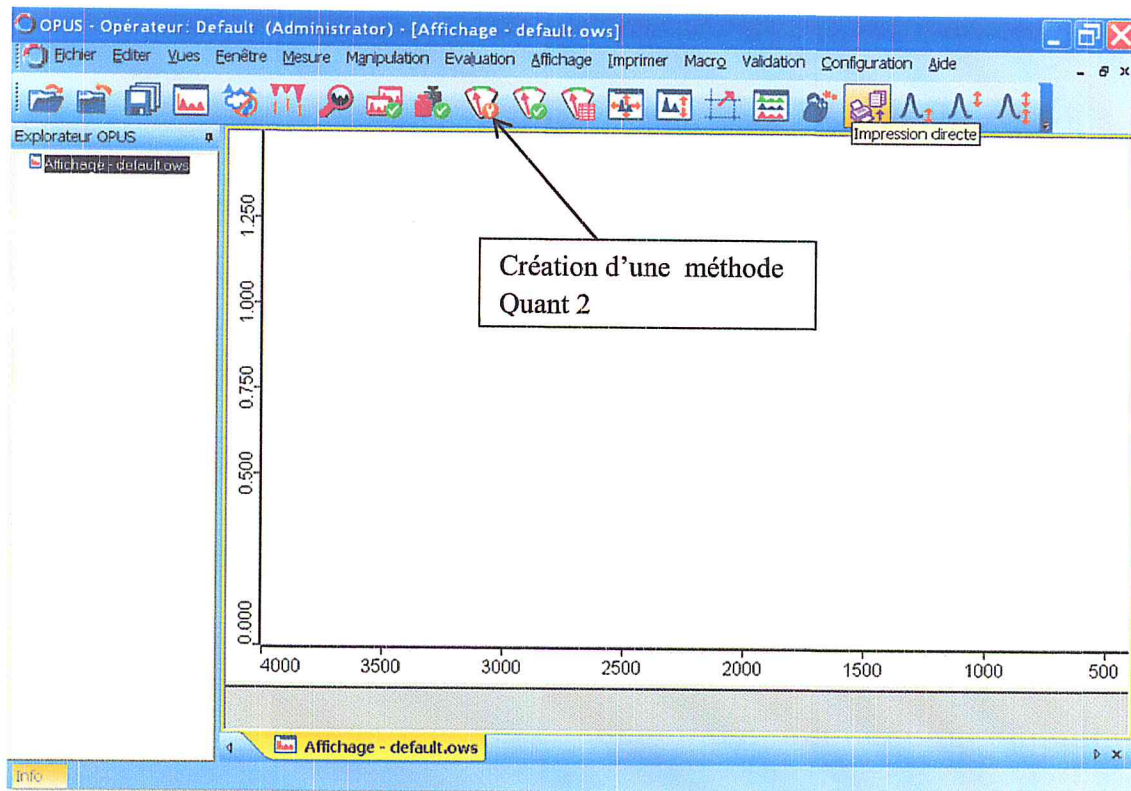 OPUS - Opérateur: Default (Administrator) - [Affichage - default.ows]
Fichier Editer Vues Fenêtre Mesure Manipulation Evaluation Affichage Imprimer Macro Validation Configuration Aide
Explorateur OPUS
Impression directe
Affichage - default.ows
1.250
1.000
0.750
0.500
0.000
Création d'une méthode
Quant 2
4000 3500 3000 2500 2000 1500 1000 500
Affichage - default.ows
Info